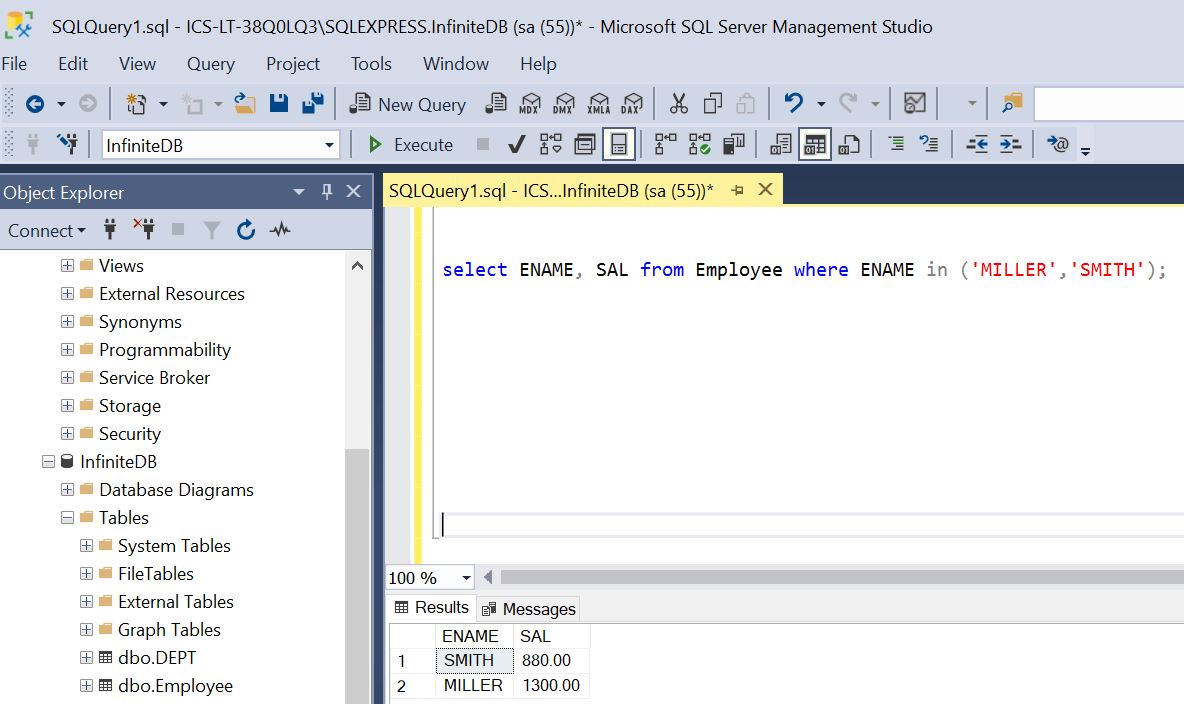 SQLQuery1.sql - ICS-LT-38Q0LQ3\SQLEXPRESS.InfiniteDB (sa (55))* - Microsoft SQL Server Management Studio
File Edit View Query Project Tools Window Help
New Query MDX DMX XMLA DAX
InfiniteDB Execute
Object Explorer
SQLQuery1.sql - ICS...InfiniteDB (sa (55))*
Connect
Views
External Resources
Synonyms
Programmability
Service Broker
Storage
Security
InfiniteDB
Database Diagrams
Tables
System Tables
FileTables
External Tables
Graph Tables
dbo.DEPT
dbo.Employee
select ENAME, SAL from Employee where ENAME in ('MILLER','SMITH');
100 %
Results Messages
ENAME SAL
1 SMITH 880.00
2 MILLER 1300.00